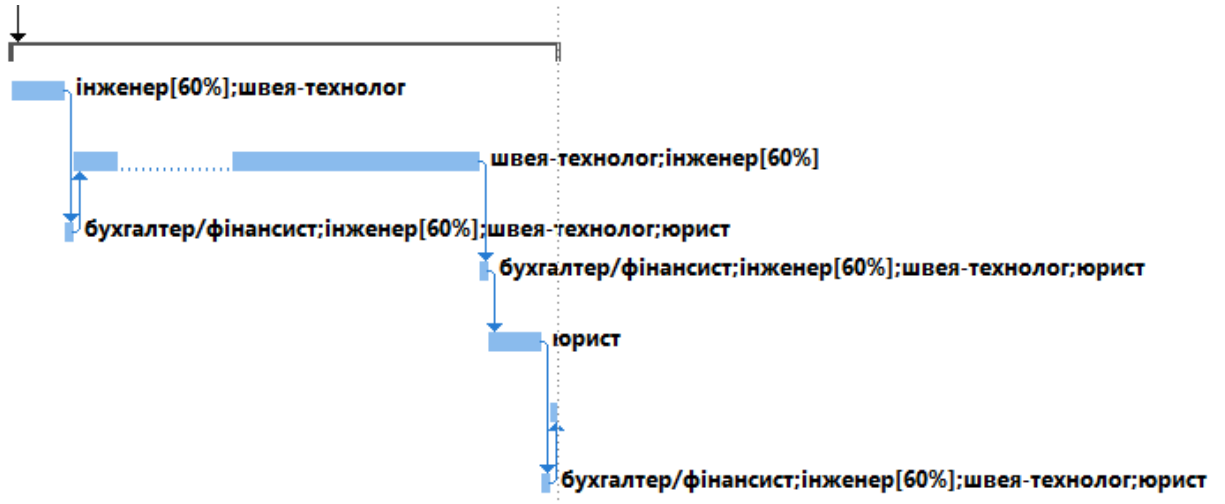 інженер[60%];швея-технолог
швея-технолог;інженер[60%]
бухгалтер/фінансист;інженер[60%];швея-технолог;юрист
бухгалтер/фінансист;інженер[60%];швея-технолог;юрист
юрист
бухгалтер/фінансист;інженер[60%];швея-технолог;юрист